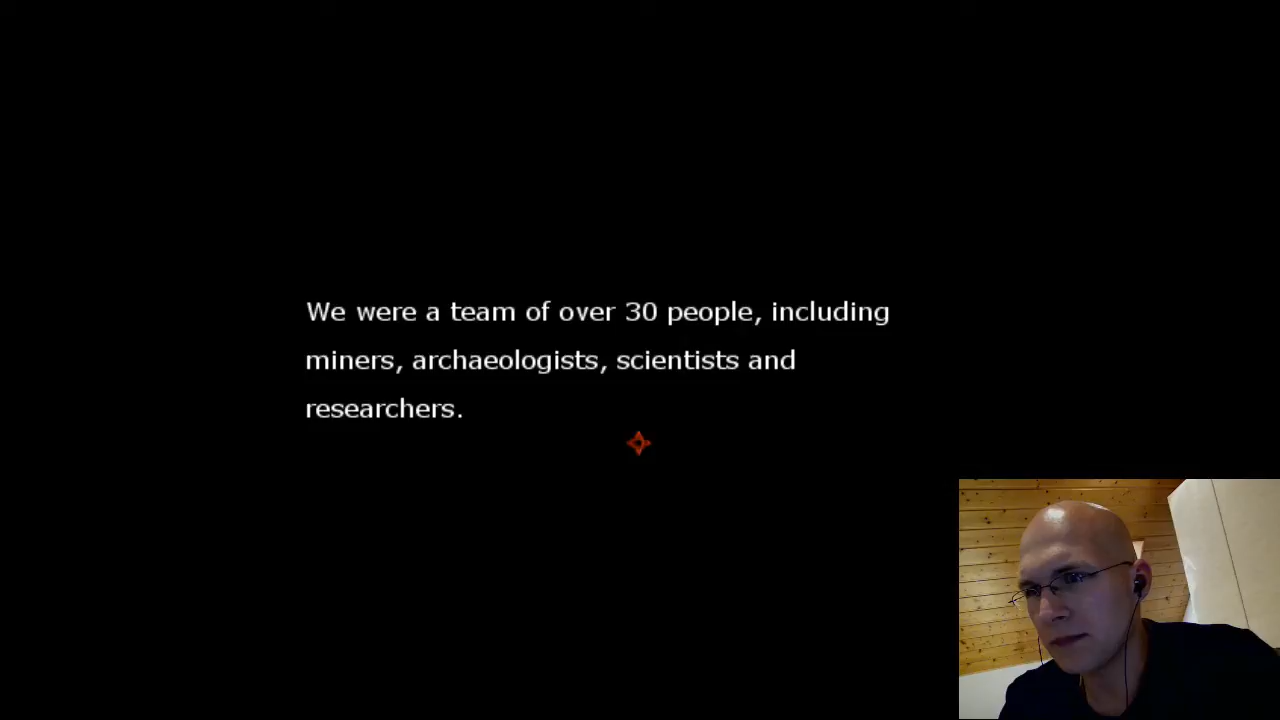 We were a team of over 30 people, including
miners, archaeologists, scientists and
researchers.